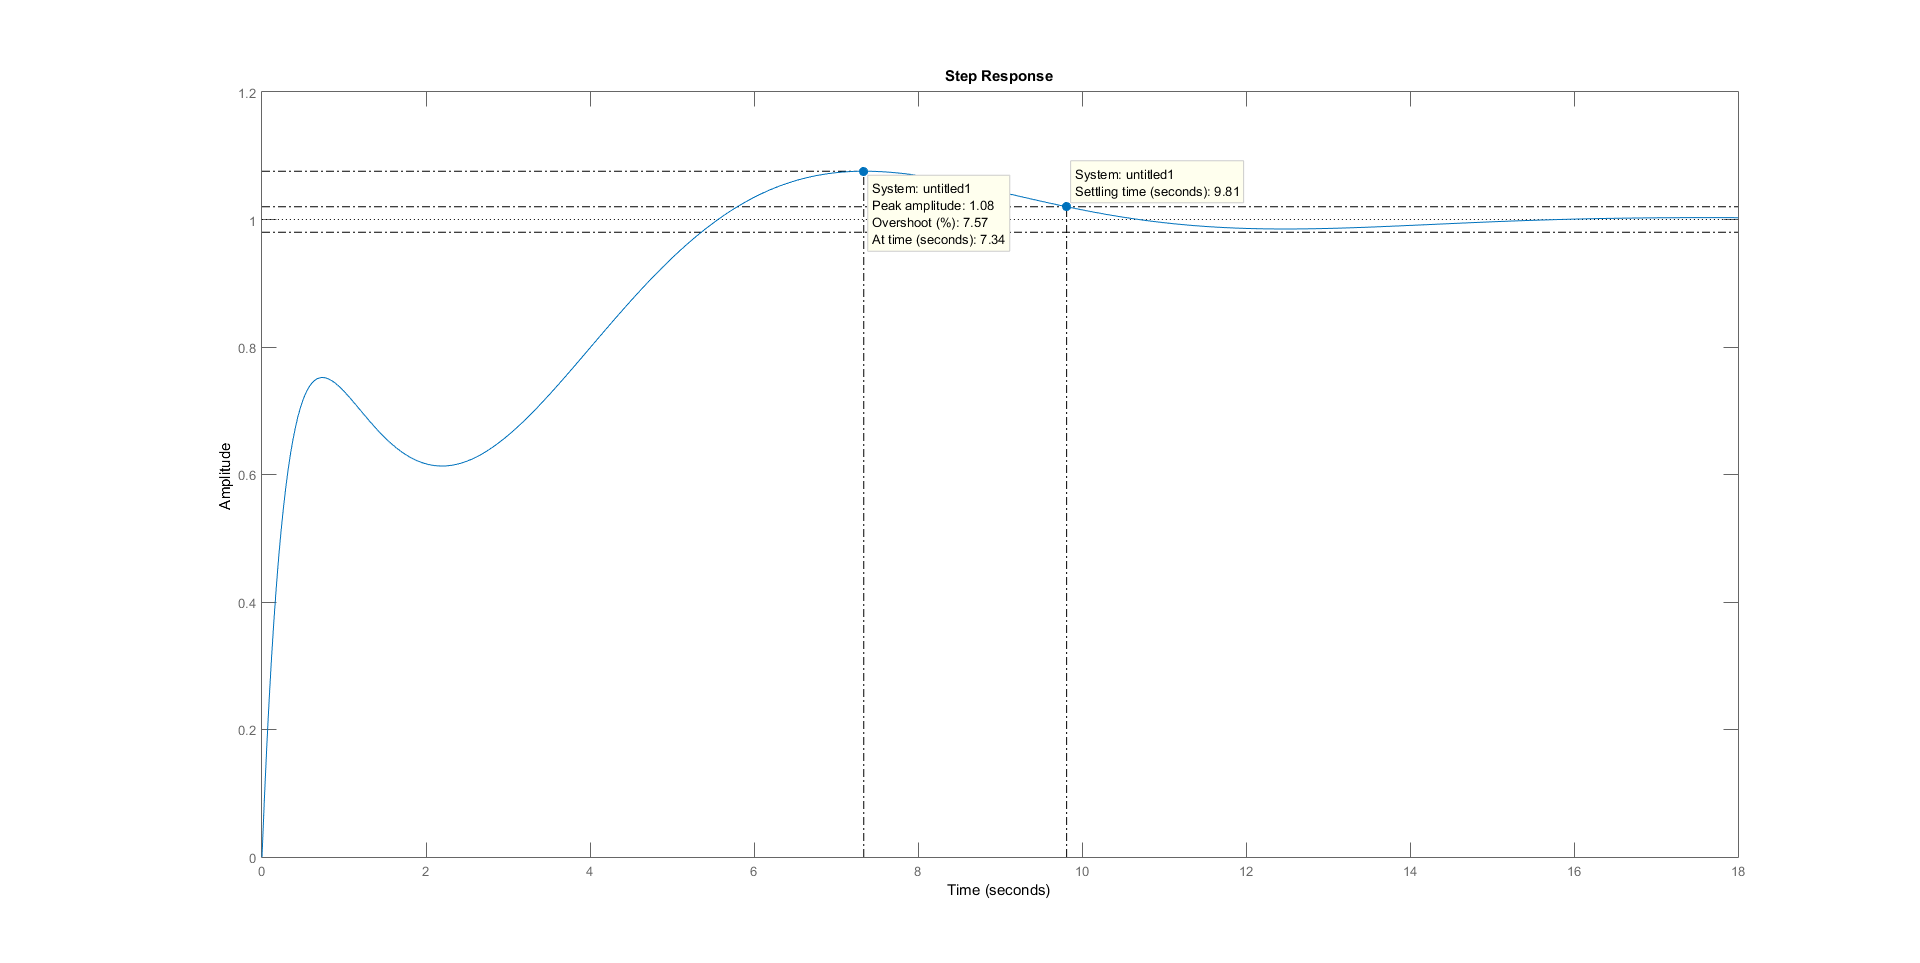 Step Response
Amplitude
1.2
1
0.8
0.6
0.4
0.2
0
System: untitled1
Peak amplitude: 1.08
Overshoot (%): 7.57
At time (seconds): 7.34
System: untitled1
Settling time (seconds): 9.81
0 2 4 6 8 10 12 14 16 18
Time (seconds)